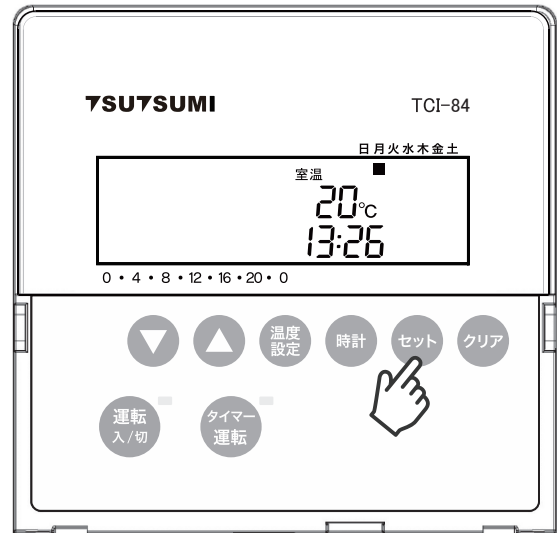 TSUTSUMI
TCI-84
日月火水木金土
室温
20℃
13:26
0・4・8・12・16・20・0
温度
設定
時計
セット
クリア
運転
入/切
タイマー
運転